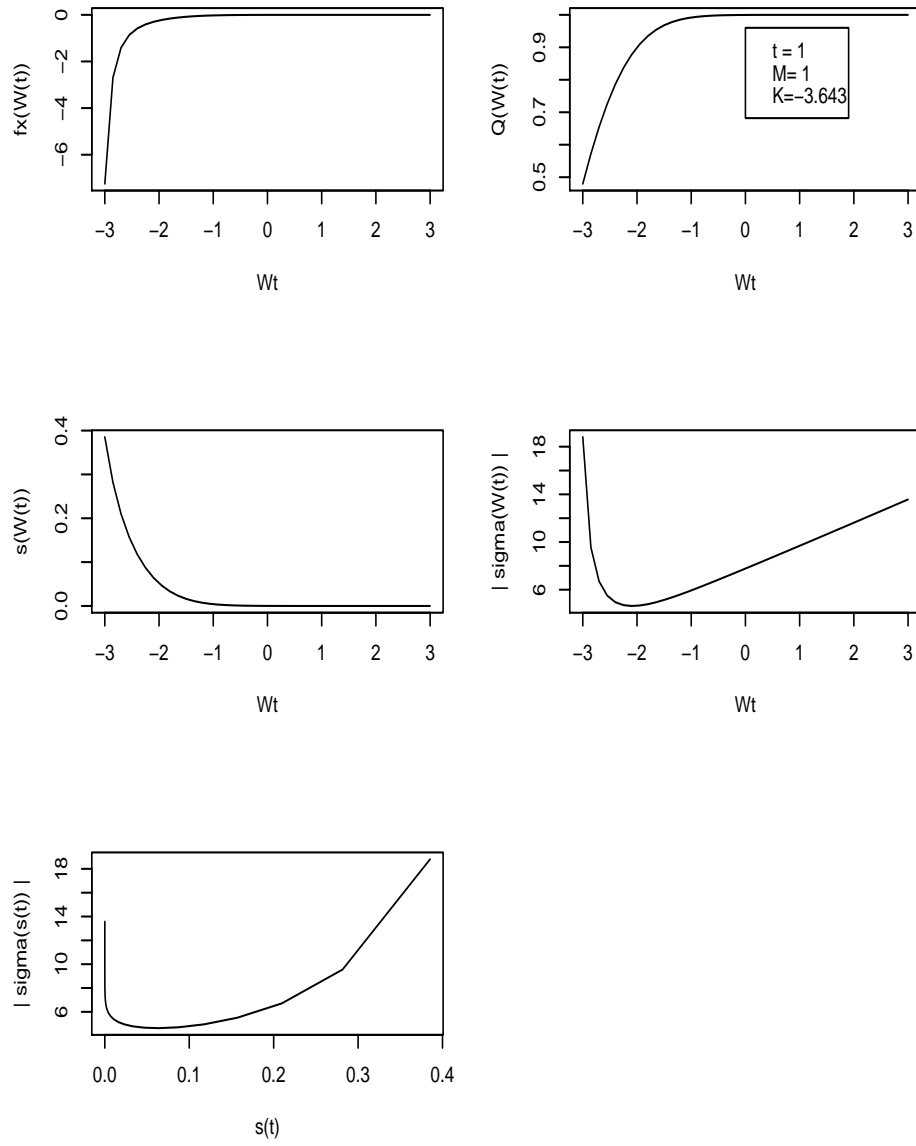 fx(W(t))
0
−2
−4
−6
−3 −2 −1 0 1 2 3
Wt
Q(W(t))
0.9
0.7
0.5
t = 1
M= 1
K=−3.643
−3 −2 −1 0 1 2 3
Wt
s(W(t))
0.4
0.2
0.0
−3 −2 −1 0 1 2 3
Wt
| sigma(W(t)) |
18
14
10
6
−3 −2 −1 0 1 2 3
Wt
| sigma(s(t)) |
18
14
10
6
0.0 0.1 0.2 0.3 0.4
s(t)